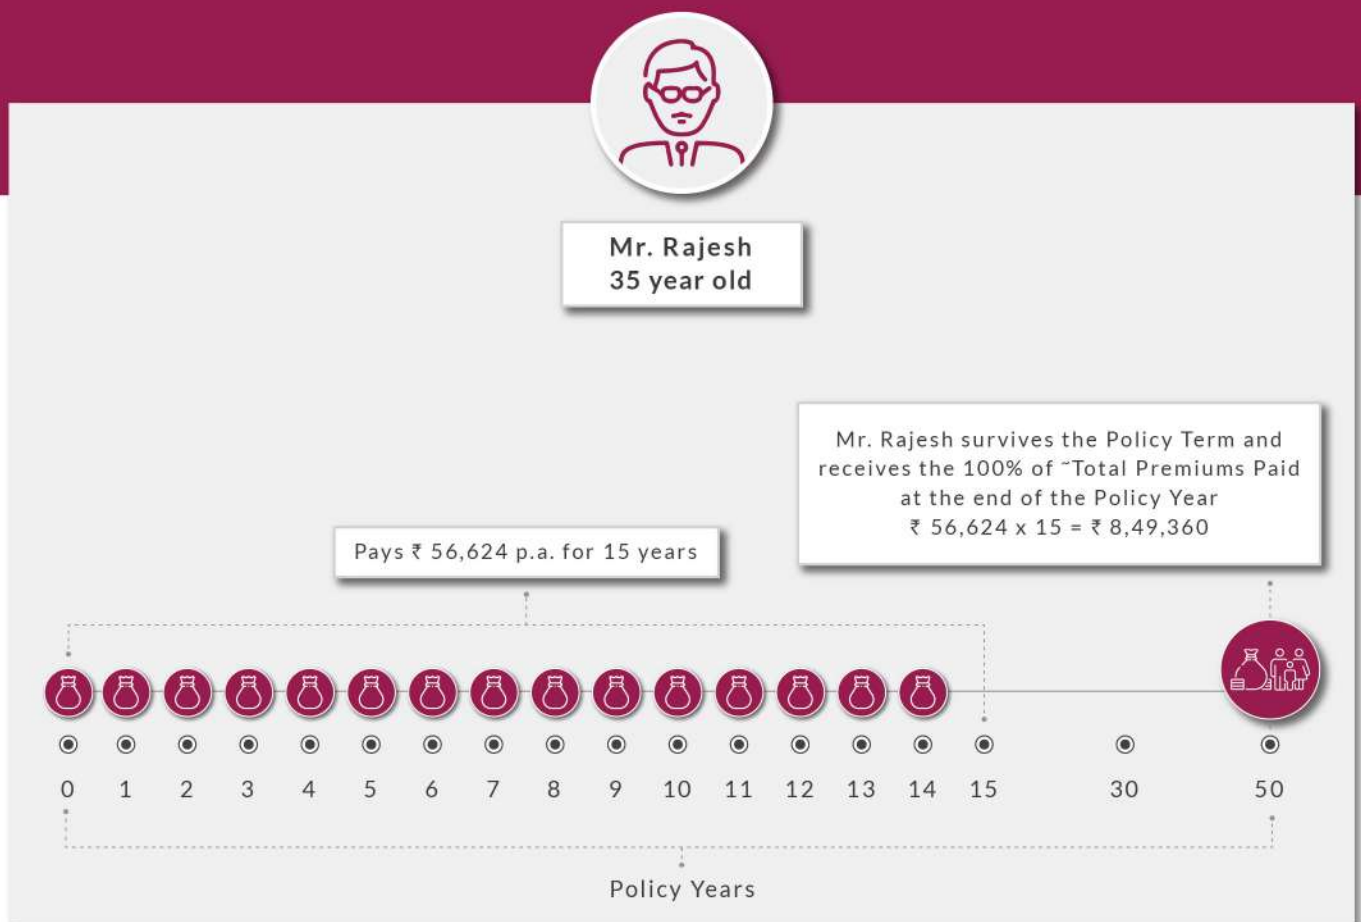 Mr. Rajesh
35 year old
Mr. Rajesh survives the Policy Term and
receives the 100% of ~Total Premiums Paid
at the end of the Policy Year
₹ 56,624 x 15 = ₹ 8,49,360
Pays ₹ 56,624 p.a. for 15 years
0 1 2 3 4 5 6 7 8 9 10 11 12 13 14 15 30 50
Policy Years